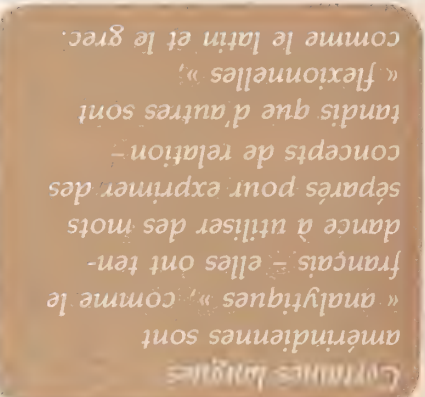 Certaines langues
amérindiennes sont
« analytiques », comme le
français – elles ont ten-
dance à utiliser des mots
séparés pour exprimer des
concepts de relation –
tandis que d'autres sont
« flexionnelles »,
comme le latin et le grec.